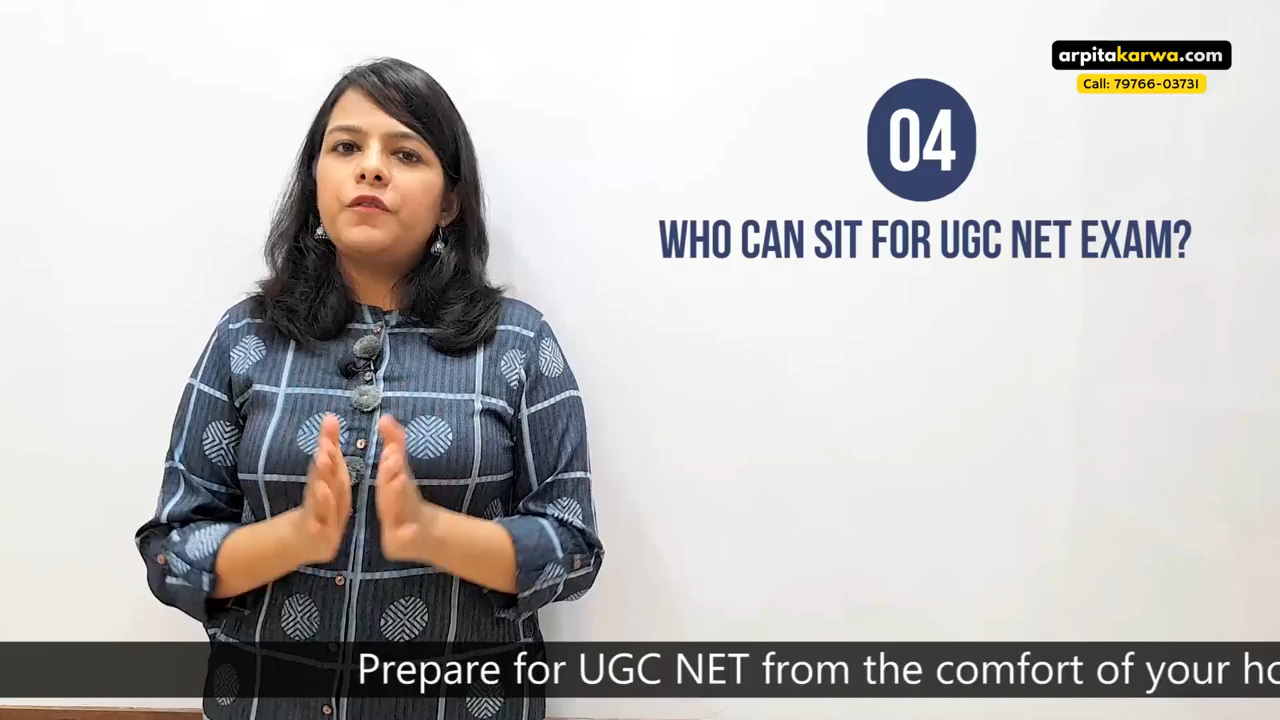 arpitakarwa.com
Call: 79766-03731
04
WHO CAN SIT FOR UGC NET EXAM?
Prepare for UGC NET from the comfort of your